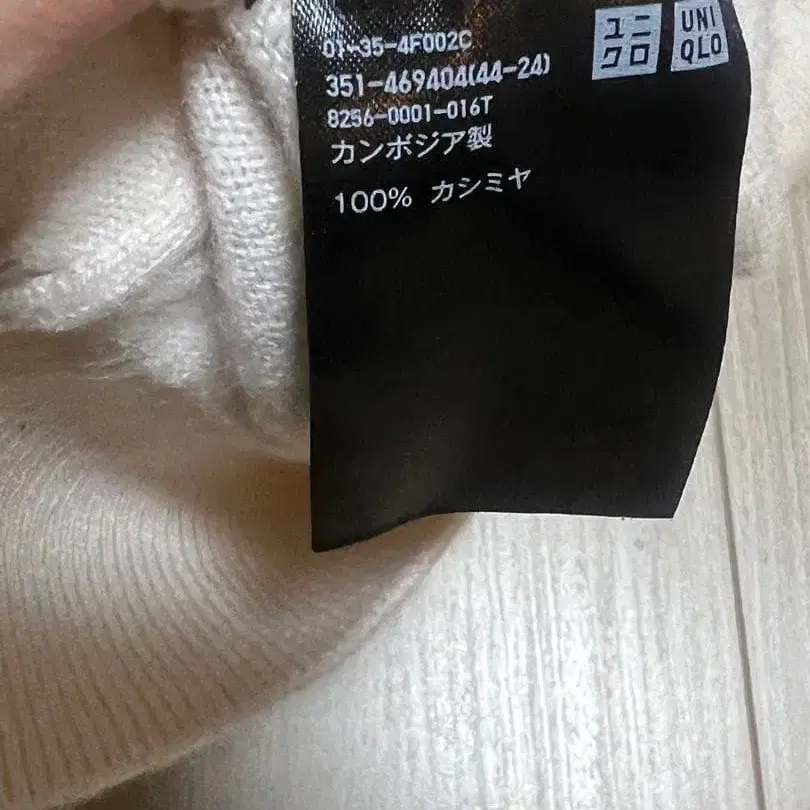 ユニクロ
UNIQLO
01-35-4F002C
351-469404(44-24)
8256-0001-016T
カンボジア製
100% カシミヤ